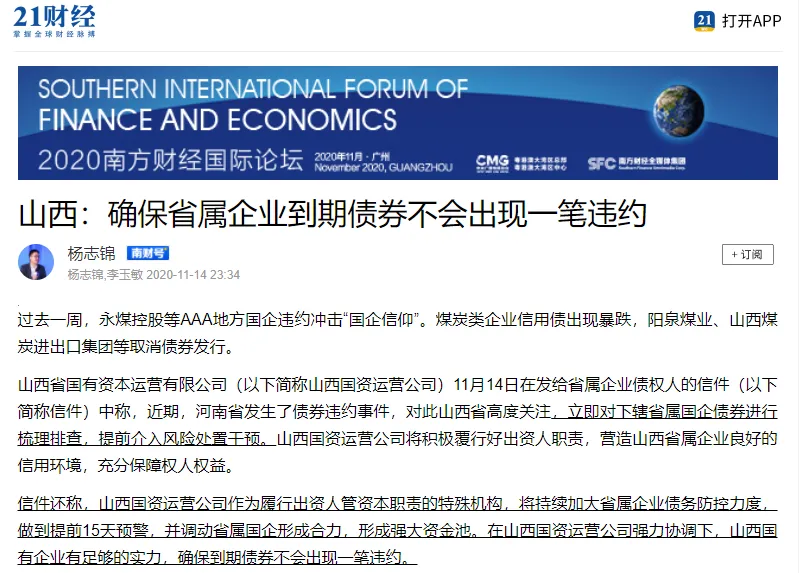 21财经
掌握全球财经脉搏
21
打开APP
SOUTHERN INTERNATIONAL FORUM OF
FINANCE AND ECONOMICS
2020南方财经国际论坛
2020年11月·广州
November 2020, GUANGZHOU
CMG
粤港澳大湾区总部
粤港澳大湾区中心
SFC
南方财经全媒体集团
Southern Finance Omnimedia Corp.
山西：确保省属企业到期债券不会出现一笔违约
杨志锦 南财号
+ 订阅
杨志锦,李玉敏 2020-11-14 23:34
过去一周，永煤控股等AAA地方国企违约冲击“国企信仰”。煤炭类企业信用债出现暴跌，阳泉煤业、山西煤
炭进出口集团等取消债券发行。
山西省国有资本运营有限公司（以下简称山西国资运营公司）11月14日在发给省属企业债权人的信件（以下
简称信件）中称，近期，河南省发生了债券违约事件，对此山西省高度关注，立即对下辖省属国企债券进行
梳理排查，提前介入风险处置干预。山西国资运营公司将积极履行好出资人职责，营造山西省属企业良好的
信用环境，充分保障权人权益。
信件还称，山西国资运营公司作为履行出资人管资本职责的特殊机构，将持续加大省属企业债务防控力度，
做到提前15天预警，并调动省属国企形成合力，形成强大资金池。在山西国资运营公司强力协调下，山西国
有企业有足够的实力，确保到期债券不会出现一笔违约。